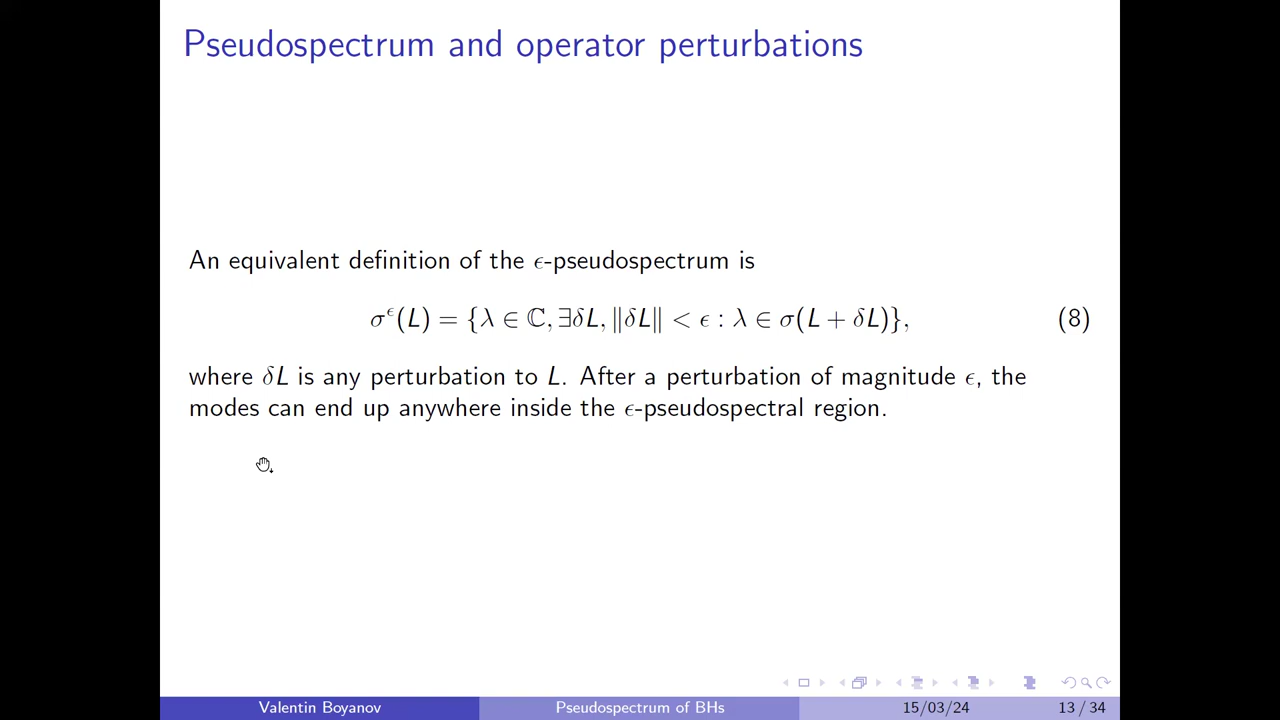 Pseudospectrum and operator perturbations
An equivalent definition of the ϵ-pseudospectrum is
σ^ϵ(L) = {λ ∈ ℂ, ∃δL, ‖δL‖ < ϵ : λ ∈ σ(L + δL)}, (8)
where δL is any perturbation to L. After a perturbation of magnitude ϵ, the
modes can end up anywhere inside the ϵ-pseudospectral region.
Valentin Boyanov Pseudospectrum of BHs 15/03/24 13 / 34